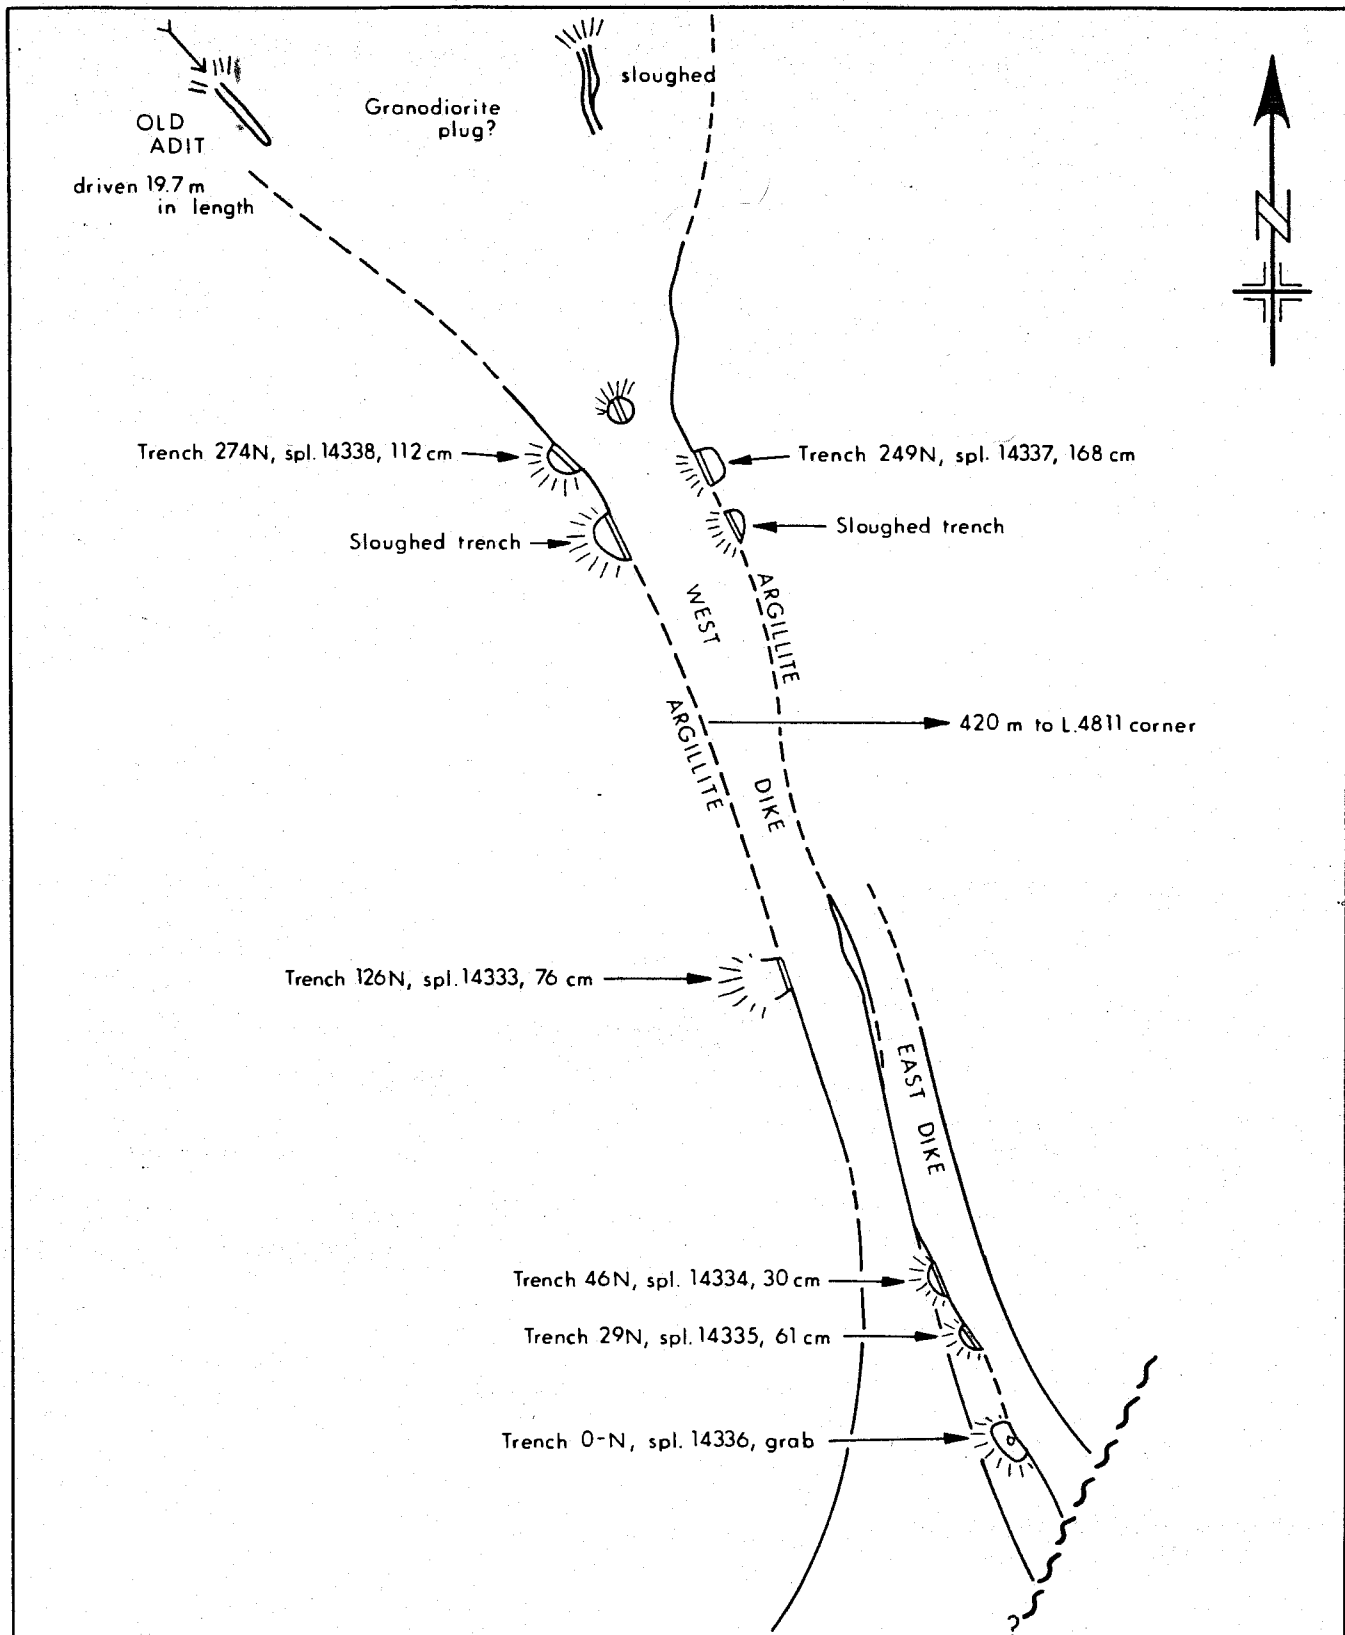 sloughed
Granodiorite
plug?
OLD
ADIT
driven 19.7 m
in length
N
Trench 274N, spl. 14338, 112 cm
Trench 249N, spl. 14337, 168 cm
Sloughed trench
Sloughed trench
WEST
ARGILLITE
ARGILLITE
420 m to L.4811 corner
DIKE
Trench 126N, spl. 14333, 76 cm
EAST DIKE
Trench 46N, spl. 14334, 30 cm
Trench 29N, spl. 14335, 61 cm
Trench 0-N, spl. 14336, grab
?